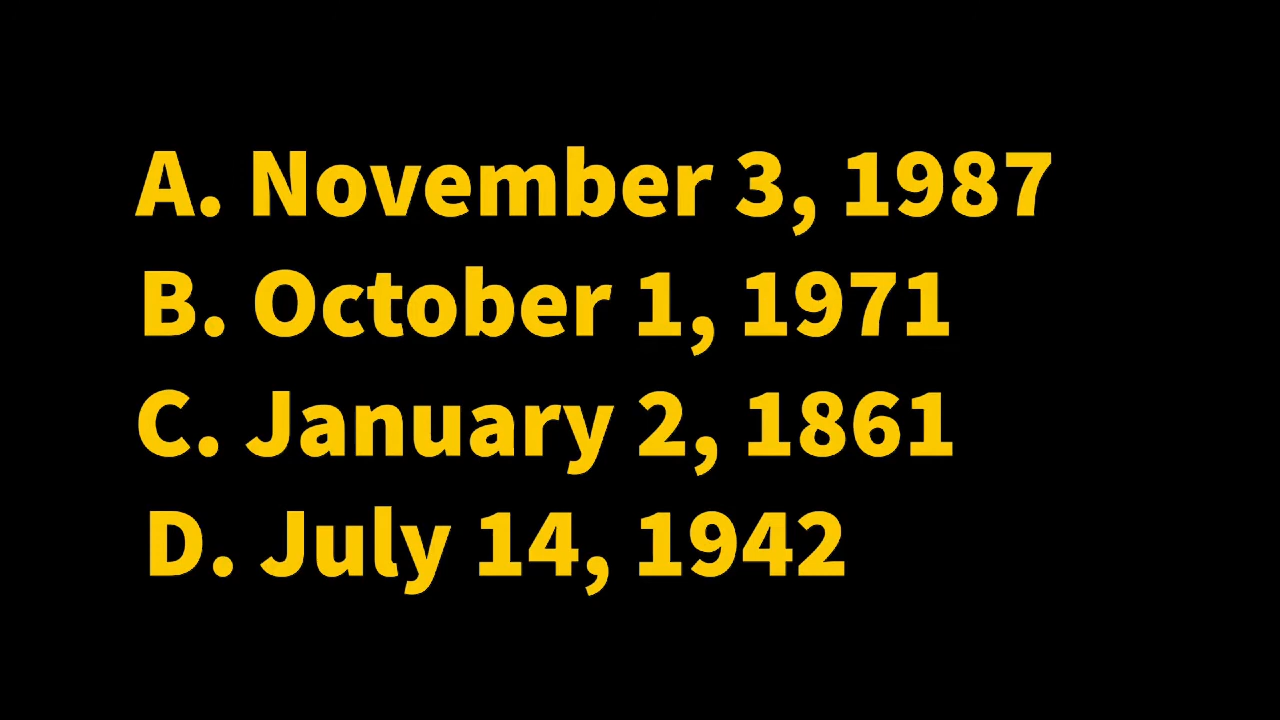 A. November 3, 1987
B. October 1, 1971
C. January 2, 1861
D. July 14, 1942